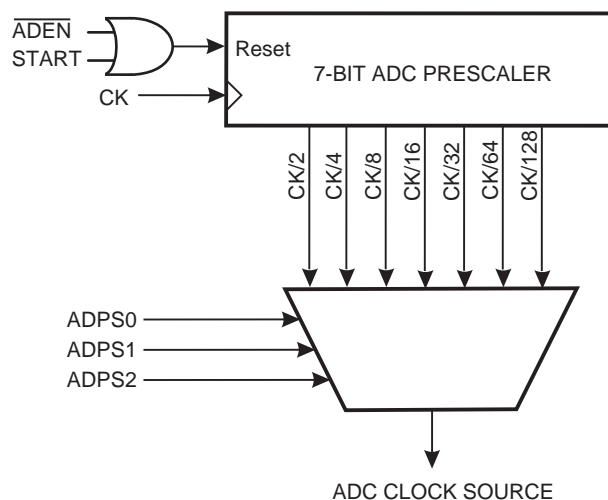 ADEN
START
Reset
7-BIT ADC PRESCALER
CK
CK/2
CK/4
CK/8
CK/16
CK/32
CK/64
CK/128
ADPS0
ADPS1
ADPS2
ADC CLOCK SOURCE